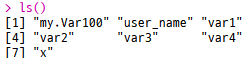 > ls()
[1] "my.Var100" "user_name" "var1"
[4] "var2"      "var3"      "var4"
[7] "x"